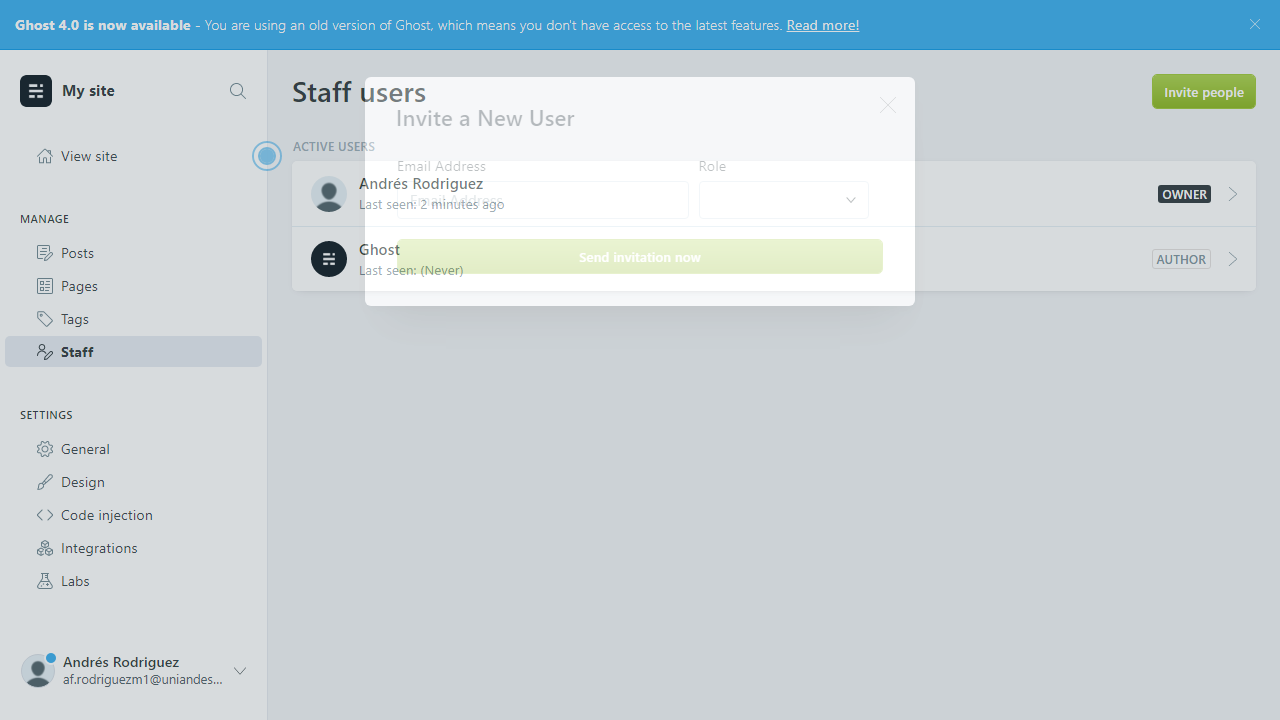 Ghost 4.0 is now available - You are using an old version of Ghost, which means you don't have access to the latest features. Read more!
My site
View site
MANAGE
Posts
Pages
Tags
Staff
SETTINGS
General
Design
Code injection
Integrations
Labs
Andrés Rodriguez
af.rodriguezm1@uniandes...
Staff users
Invite people
ACTIVE USERS
Andrés Rodriguez
Last seen: 2 minutes ago
OWNER
Ghost
Last seen: (Never)
AUTHOR
Invite a New User
Email Address
Role
Email Address
Send invitation now